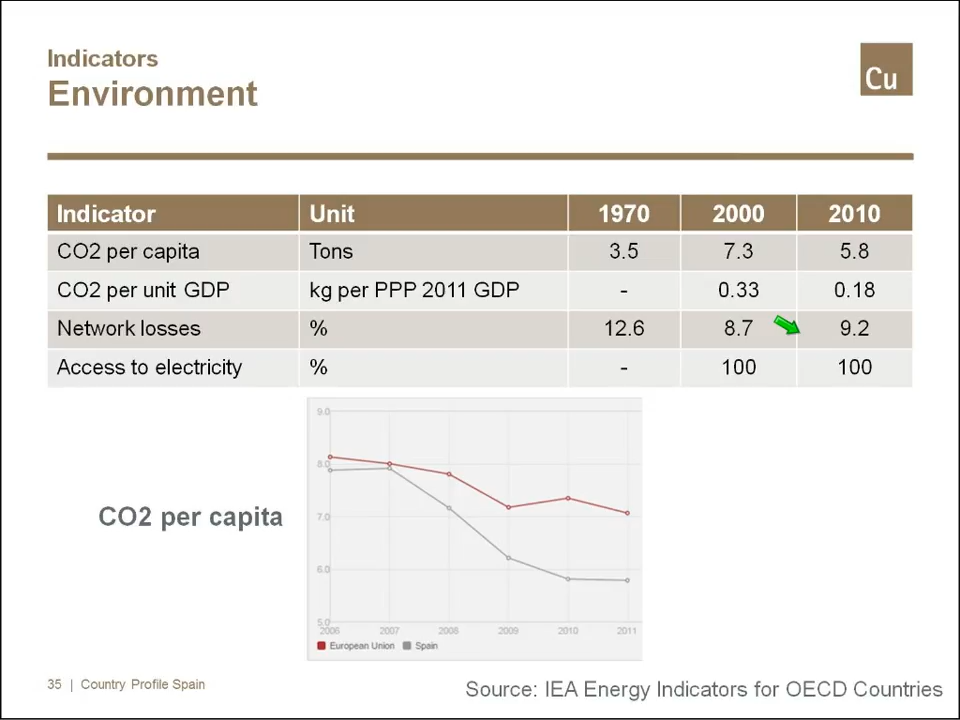 Indicators
Environment
Cu
Indicator Unit 1970 2000 2010
CO2 per capita Tons 3.5 7.3 5.8
CO2 per unit GDP kg per PPP 2011 GDP - 0.33 0.18
Network losses % 12.6 8.7 9.2
Access to electricity % - 100 100
CO2 per capita
9.0
8.0
7.0
6.0
5.0
2006 2007 2008 2009 2010 2011
European Union Spain
35 | Country Profile Spain
Source: IEA Energy Indicators for OECD Countries